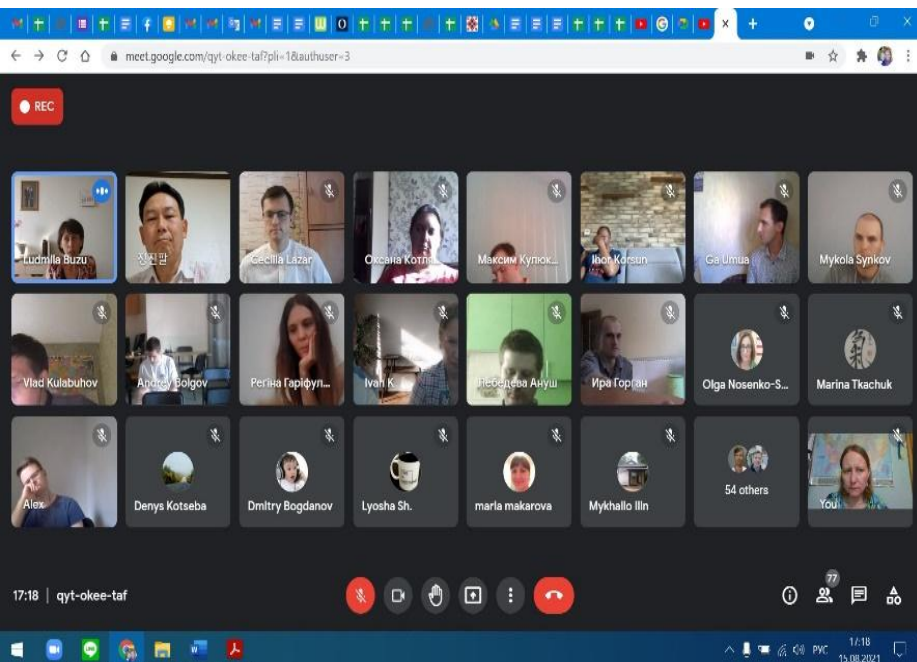 meet.google.com/qyt-okee-taf?pli=1&authuser=3
REC
Ludmila Buzu
정진팔
Cecilia Lazar
Оксана Котля...
Максим Кулюк...
Ihor Korsun
Ga Umua
Mykola Synkov
Vlad Kulabuhov
Andrey Bolgov
Регіна Гаріфул...
Ivan K
Лебедева Ануш
Ира Горган
Olga Nosenko-S...
Marina Tkachuk
Alex
Denys Kotseba
Dmitry Bogdanov
Lyosha Sh.
maria makarova
Mykhailo Ilin
54 others
You
17:18 | qyt-okee-taf
77
РУС
17:18
15.08.2021